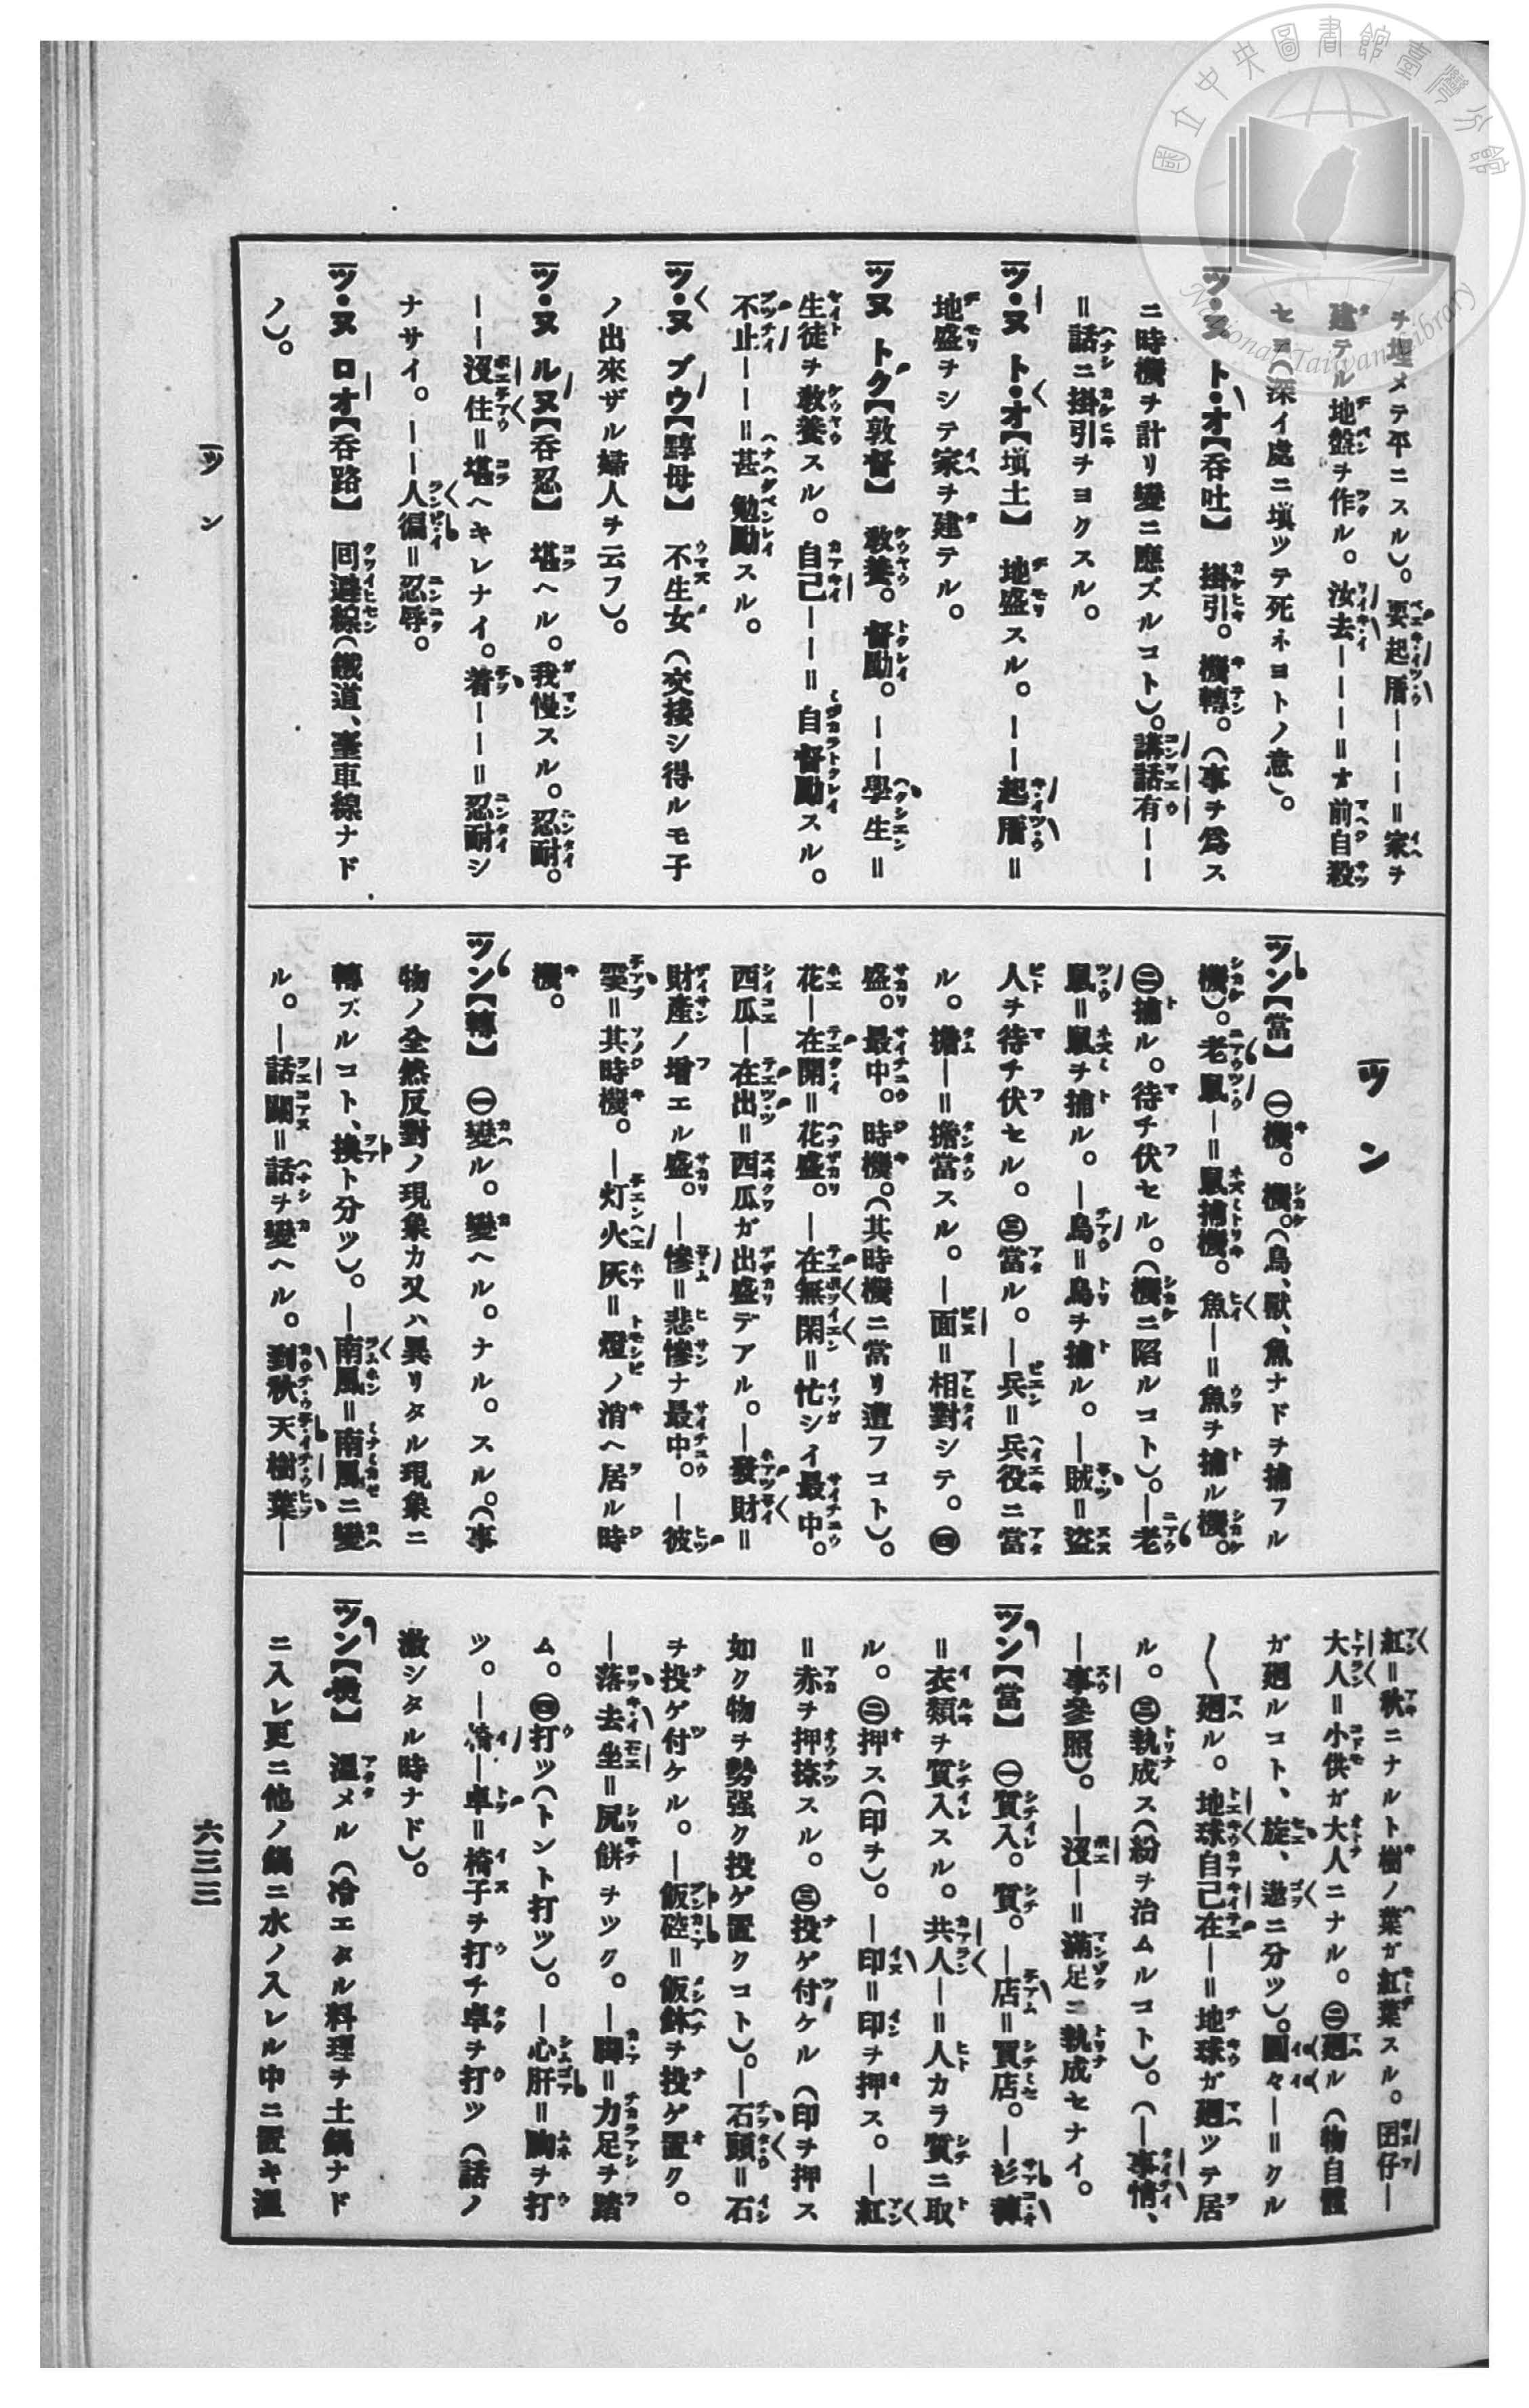 國立中央圖書館臺灣分館
National Taiwan Library
ヲ埋メテ平ニスル)。要起厝———=家ヲ
建テル地盤ヲ作ル。汝去———=オ前自殺
セヨ(深イ處ニ塡ツテ死ネヨトノ意)。
ツ・ヌ ト・オ【呑吐】 掛引。機轉。(事ヲ爲ス
ニ時機ヲ計リ變ニ應ズルコト)。講話有——
=話ニ掛引ヲヨクスル。
ツ・ヌ ト・オ【塡土】 地盛スル。——起厝=
地盛ヲシテ家ヲ建テル。
ツヌ トク【敦督】 敎養。督勵。——學生=
生徒ヲ敎養スル。自己——=自督勵スル。
不止——=甚勉勵スル。
ツ・ヌ ブウ【醇母】 不生女(交接シ得ルモ子
ノ出來ザル婦人ヲ云フ)。
ツ・ヌ ルヌ【呑忍】 堪ヘル。我慢スル。忍耐。
——沒住=堪ヘキレナイ。着——=忍耐シ
ナサイ。——人偏=忍辱。
ツ・ヌ ロオ【呑路】 囘避線(鐵道、臺車線ナド
ノ)。
ツン
ツン【當】 ㊀機。機。(鳥、獸、魚ナドヲ捕フル
機)。老鼠—=鼠捕機。魚—=魚ヲ捕ル機。
㊁捕ル。待チ伏セル。(機ニ陷ルコト)。—老
鼠=鼠ヲ捕ル。—鳥=鳥ヲ捕ル。—賊=盜
人ヲ待チ伏セル。㊂當ル。—兵=兵役ニ當
ル。擔—=擔當スル。—面=相對シテ。㊃
盛。最中。時機。(其時機ニ當リ遭フコト)。
花—在開=花盛。—在無閑=忙シイ最中。
西瓜—在出=西瓜ガ出盛デアル。—發財=
財產ノ增エル盛。—慘=悲慘ナ最中。—彼
霎=其時機。—灯火灰=燈ノ消ヘ居ル時
機。
ツン【轉】 ㊀變ル。變ヘル。ナル。スル。(事
物ノ全然反對ノ現象カ又ハ異リタル現象ニ
轉ズルコト、換ト分ツ)。—南風=南風ニ變
ル。—話關=話ヲ變ヘル。到秋天樹葉—
紅=秋ニナルト樹ノ葉ガ紅葉スル。囝仔—
大人=小供ガ大人ニナル。㊁廻ル(物自體
ガ廻ルコト、旋、遨ニ分ツ)。圓々—=クル
〱廻ル。地球自己在—=地球ガ廻ツテ居
ル。㊂執成ス(紛ヲ治ムルコト)。(—事情、
—事參照)。—沒—=滿足ニ執成セナイ。
ツン【當】 ㊀質入。質。—店=質店。—衫褲
=衣類ヲ質入スル。共人—=人カラ質ニ取
ル。㊁押ス(印ヲ)。—印=印ヲ押ス。—紅
=赤ヲ押捺スル。㊂投ゲ付ケル(印ヲ押ス
如ク物ヲ勢强ク投ゲ置クコト)。—石頭=石
ヲ投ゲ付ケル。—飯硿=飯鉢ヲ投ゲ置ク。
—落去坐=尻餅ヲツク。—脚=力足ヲ踏
ム。㊃打ツ(トント打ツ)。—心肝=胸ヲ打
ツ。—椅—卓=椅子ヲ打チ卓ヲ打ツ(話ノ
激シタル時ナド)。
ツン 溫メル(冷エタル料理ヲ土鍋ナド
ニ入レ更ニ他ノ鍋ニ水ノ入レル中ニ置キ溫
ツン
六三三